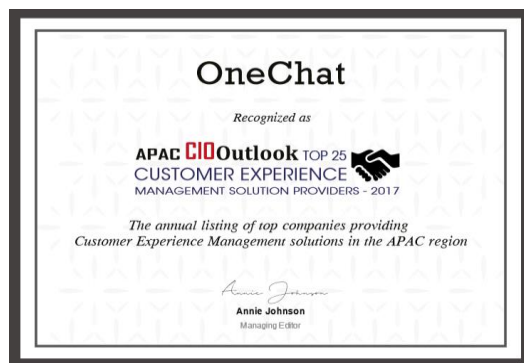 OneChat
Recognized as
APAC CIOOutlook TOP 25
CUSTOMER EXPERIENCE
MANAGEMENT SOLUTION PROVIDERS - 2017
The annual listing of top companies providing
Customer Experience Management solutions in the APAC region
Annie Johnson
Annie Johnson
Managing Editor